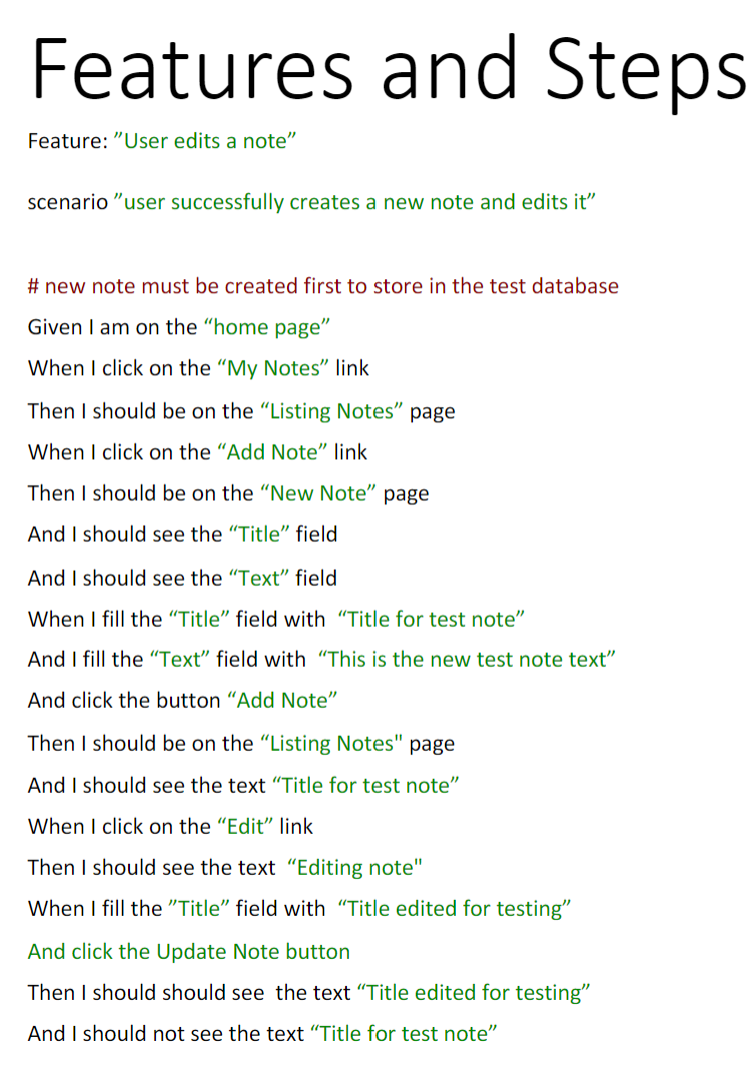 Features and Steps
Feature: ”User edits a note”
scenario ”user successfully creates a new note and edits it”
# new note must be created first to store in the test database
Given I am on the “home page”
When I click on the “My Notes” link
Then I should be on the “Listing Notes” page
When I click on the “Add Note” link
Then I should be on the “New Note” page
And I should see the “Title” field
And I should see the “Text” field
When I fill the “Title” field with  “Title for test note”
And I fill the “Text” field with  “This is the new test note text”
And click the button “Add Note”
Then I should be on the “Listing Notes" page
And I should see the text “Title for test note”
When I click on the “Edit” link
Then I should see the text  “Editing note"
When I fill the ”Title” field with  “Title edited for testing”
And click the Update Note button
Then I should should see  the text “Title edited for testing”
And I should not see the text “Title for test note”